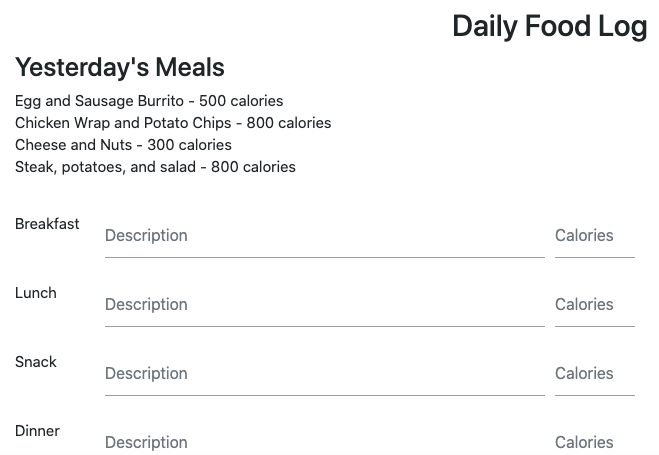 Daily Food Log
Yesterday's Meals
Egg and Sausage Burrito - 500 calories
Chicken Wrap and Potato Chips - 800 calories
Cheese and Nuts - 300 calories
Steak, potatoes, and salad - 800 calories
Breakfast Description Calories
Lunch Description Calories
Snack Description Calories
Dinner Description Calories